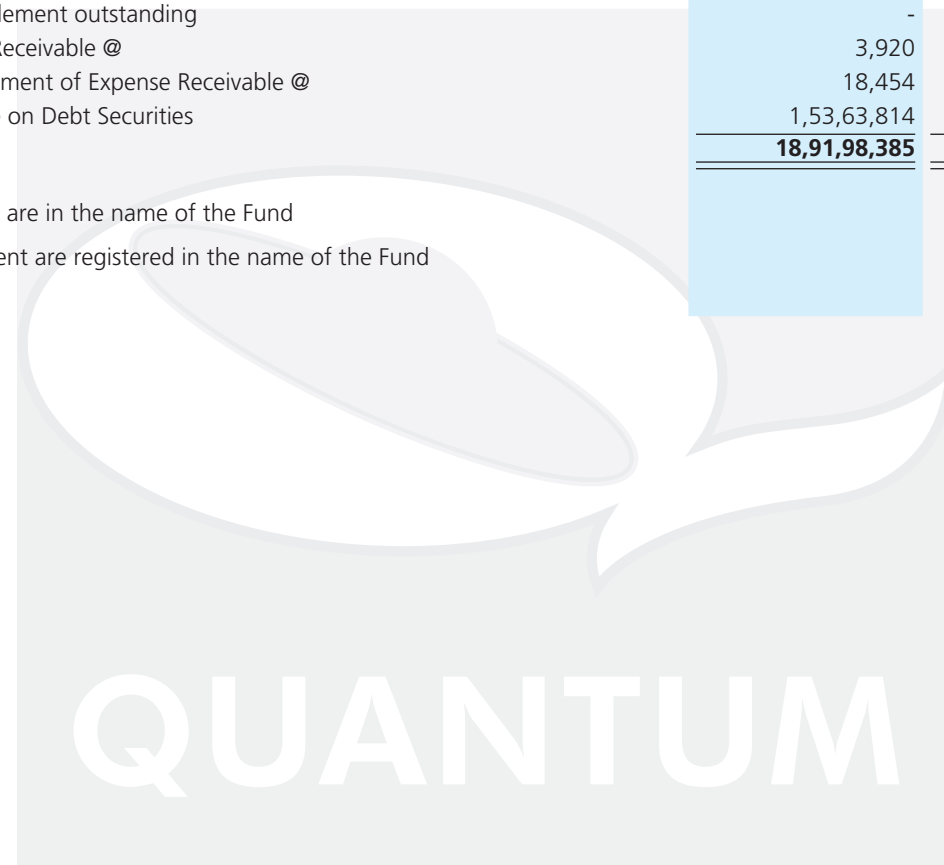 lement outstanding -
Receivable @ 3,920
ment of Expense Receivable @ 18,454
on Debt Securities 1,53,63,814
18,91,98,385
are in the name of the Fund
ent are registered in the name of the Fund
QUANTUM